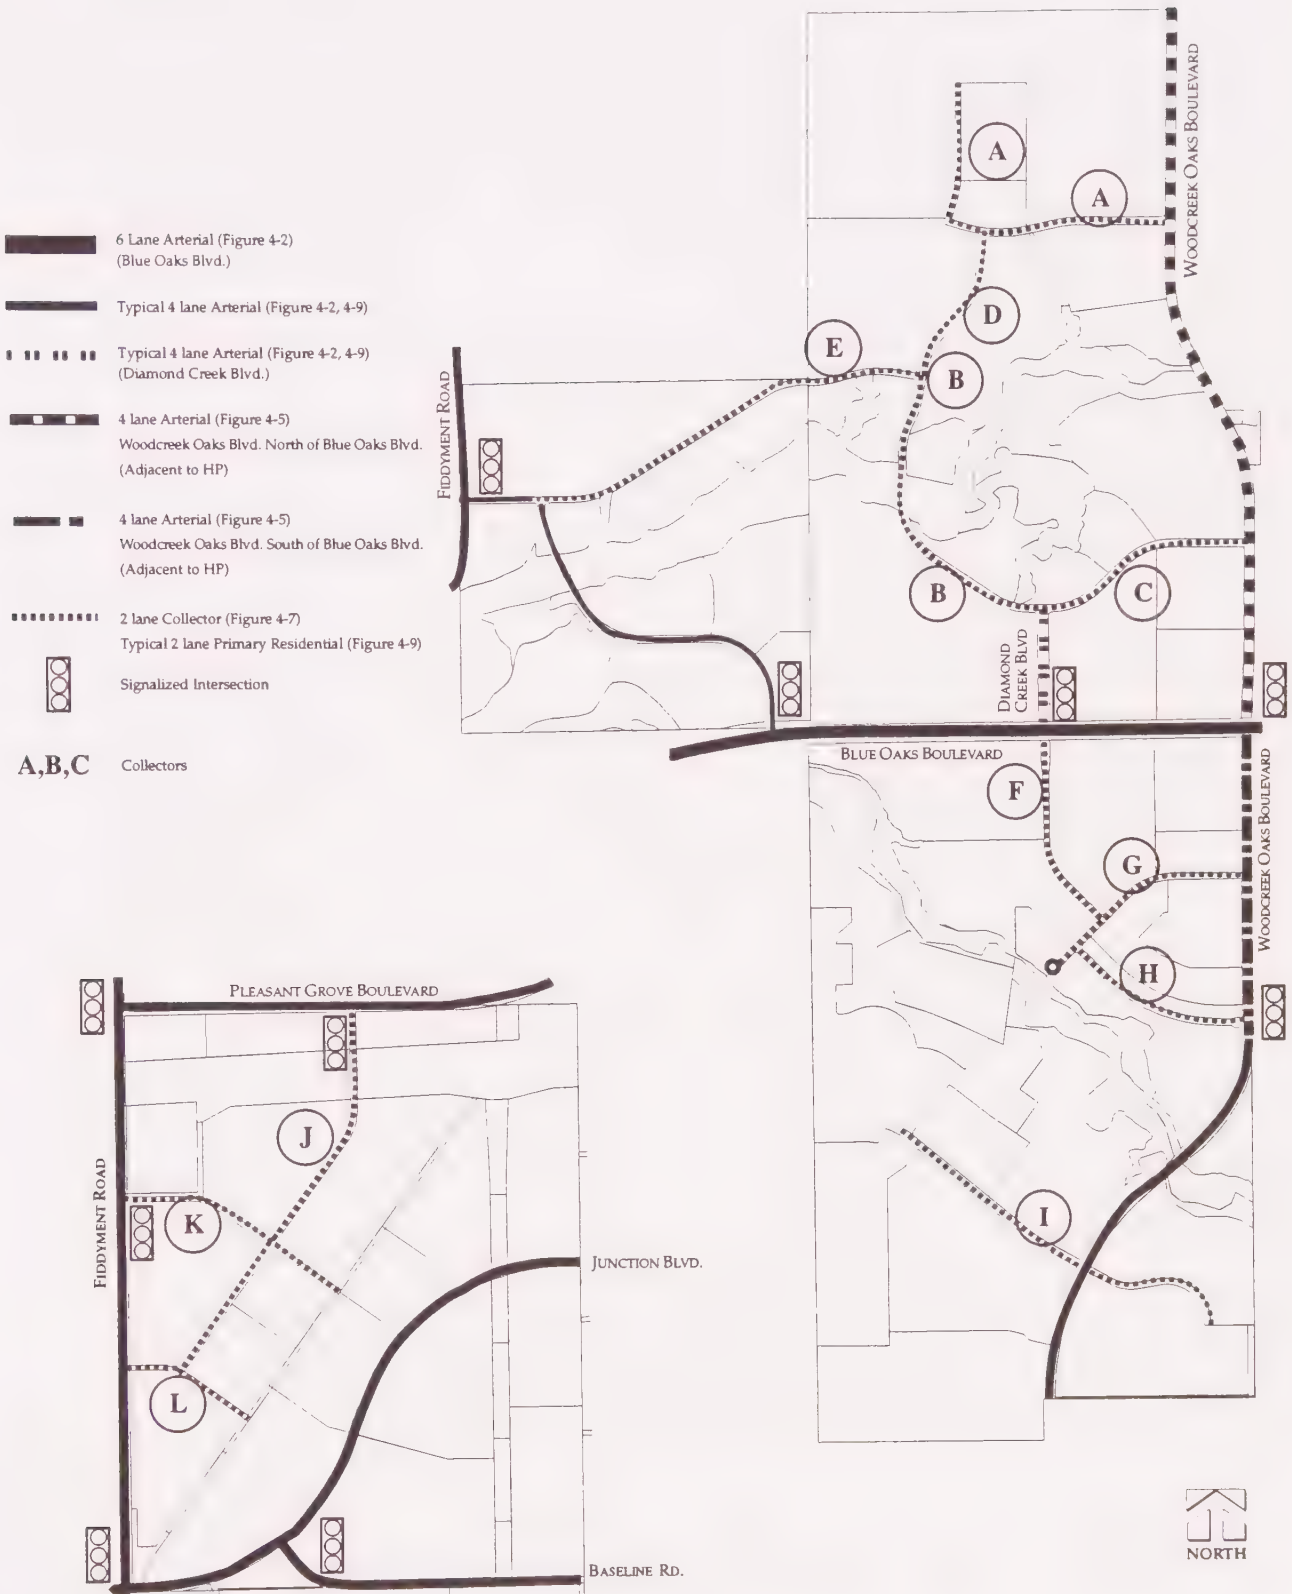 6 Lane Arterial (Figure 4-2)
(Blue Oaks Blvd.)
Typical 4 lane Arterial (Figure 4-2, 4-9)
Typical 4 lane Arterial (Figure 4-2, 4-9)
(Diamond Creek Blvd.)
4 lane Arterial (Figure 4-5)
Woodcreek Oaks Blvd. North of Blue Oaks Blvd.
(Adjacent to HP)
4 lane Arterial (Figure 4-5)
Woodcreek Oaks Blvd. South of Blue Oaks Blvd.
(Adjacent to HP)
2 lane Collector (Figure 4-7)
Typical 2 lane Primary Residential (Figure 4-9)
Signalized Intersection
A,B,C
Collectors
WOODCREEK OAKS BOULEVARD
A
A
D
E
B
FIDDYMENT ROAD
B
C
DIAMOND
CREEK BLVD
BLUE OAKS BOULEVARD
F
G
WOODCREEK OAKS BOULEVARD
H
I
PLEASANT GROVE BOULEVARD
J
FIDDYMENT ROAD
K
JUNCTION BLVD.
L
BASELINE RD.
NORTH